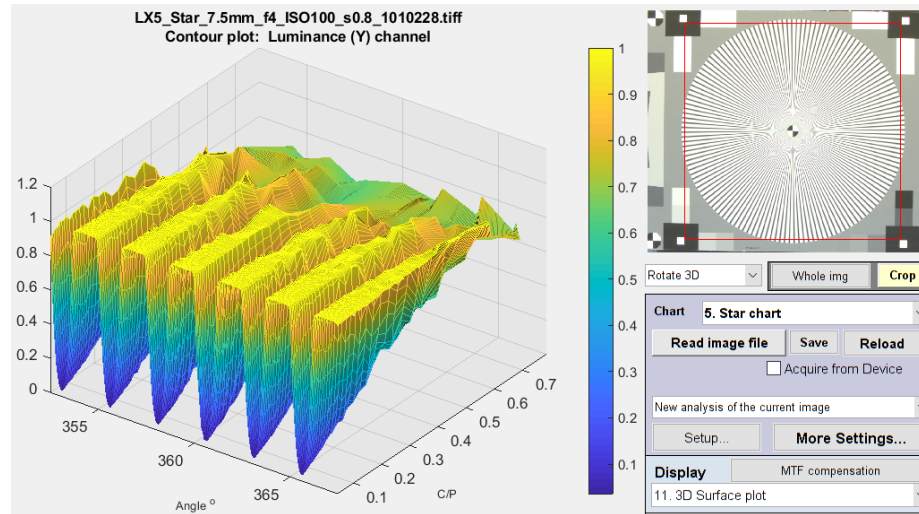 LX5_Star_7.5mm_f4_ISO100_s0.8_1010228.tiff
Contour plot: Luminance (Y) channel
1.2
1
0.8
0.6
0.4
0.2
0
355
360
365
Angle °
0.1
0.2
0.3
0.4
0.5
0.6
0.7
C/P
1
0.9
0.8
0.7
0.6
0.5
0.4
0.3
0.2
0.1
Rotate 3D
Whole img
Crop
Chart
5. Star chart
Read image file
Save
Reload
Acquire from Device
New analysis of the current image
Setup...
More Settings...
Display
MTF compensation
11. 3D Surface plot